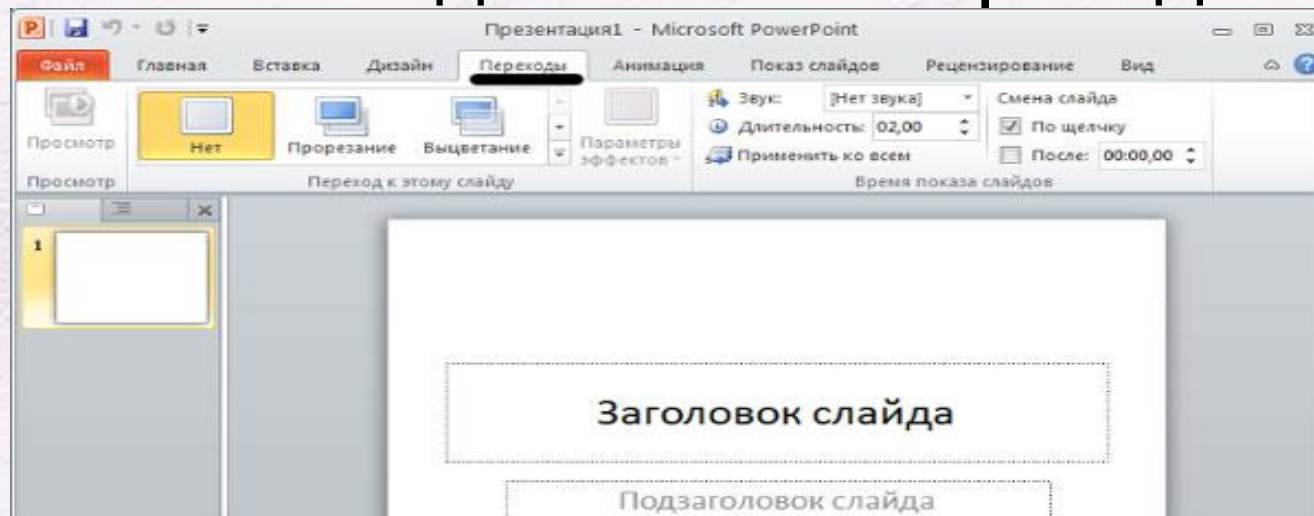 Презентация1 - Microsoft PowerPoint
Файл Главная Вставка Дизайн Переходы Анимация Показ слайдов Рецензирование Вид
Звук: [Нет звука] Смена слайда
Просмотр Нет Прорезание Выцветание Параметры эффектов Длительность: 02,00 По щелчку
Применить ко всем После: 00:00,00
Просмотр Переход к этому слайду Время показа слайдов
1
Заголовок слайда
Подзаголовок слайда